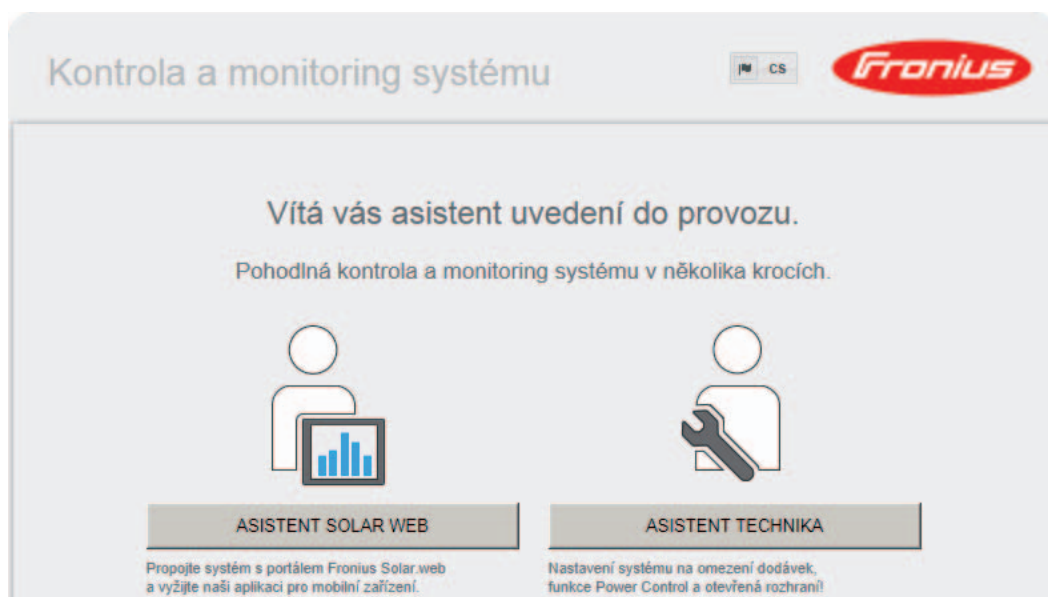 Kontrola a monitoring systému
CS
Fronius
Vítá vás asistent uvedení do provozu.
Pohodlná kontrola a monitoring systému v několika krocích.
ASISTENT SOLAR WEB
ASISTENT TECHNIKA
Propojte systém s portálem Fronius Solar.web
a využijte naši aplikaci pro mobilní zařízení.
Nastavení systému na omezení dodávek,
funkce Power Control a otevřená rozhraní!